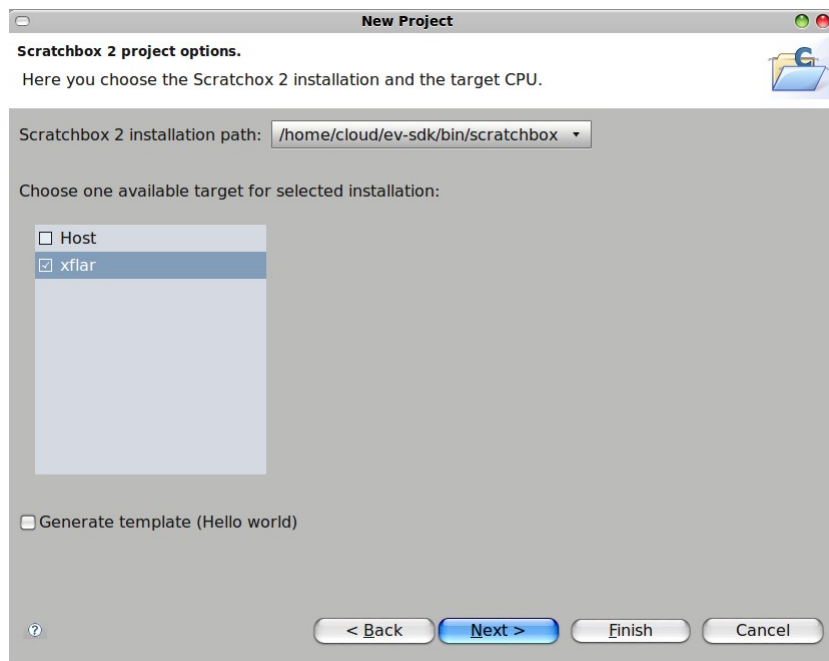 New Project
Scratchbox 2 project options.
Here you choose the Scratchox 2 installation and the target CPU.
Scratchbox 2 installation path: /home/cloud/ev-sdk/bin/scratchbox
Choose one available target for selected installation:
Host
xflar
Generate template (Hello world)
? < Back Next > Finish Cancel